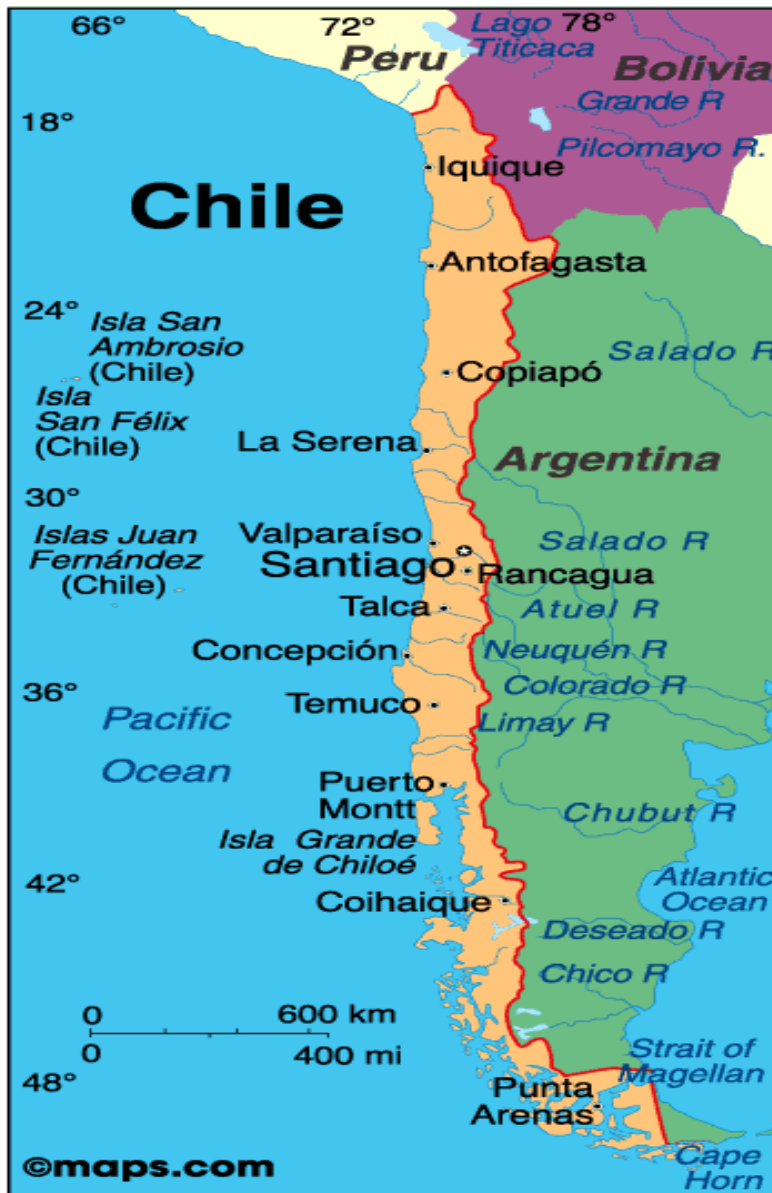 66°
72°
78°
Lago
Titicaca
Peru
Bolivia
Grande R
18°
Pilcomayo R.
Iquique
Chile
Antofagasta
24°
Isla San
Ambrosio
(Chile)
Salado R
Copiapó
Isla
San Félix
(Chile)
La Serena
Argentina
30°
Islas Juan
Fernández
(Chile)
Valparaíso
Salado R
Santiago
Rancagua
Talca
Atuel R
Concepción
Neuquén R
36°
Colorado R
Temuco
Limay R
Pacific
Ocean
Puerto
Montt
Chubut R
Isla Grande
de Chiloé
42°
Atlantic
Ocean
Coihaique
Deseado R
Chico R
0 600 km
0 400 mi
Strait of
Magellan
48°
Punta
Arenas
©maps.com
Cape
Horn